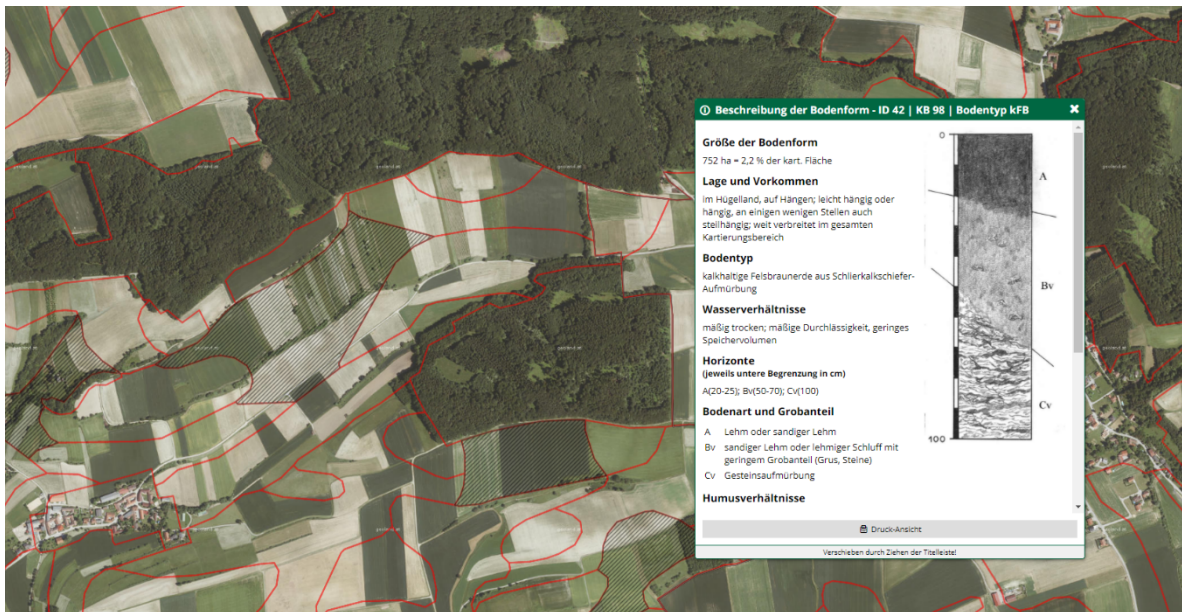 Beschreibung der Bodenform - ID 42 | KB 98 | Bodentyp kFB
Größe der Bodenform
752 ha = 2,2 % der kart. Fläche
Lage und Vorkommen
im Hügelland, auf Hängen; leicht hängig oder
hängig, an einigen wenigen Stellen auch
steilhängig; weit verbreitet im gesamten
Kartierungsbereich
Bodentyp
kalkhaltige Felsbraunerde aus Schlierkalkschiefer-
Aufmürbung
Wasserverhältnisse
mäßig trocken; mäßige Durchlässigkeit, geringes
Speichervolumen
Horizonte
(jeweils untere Begrenzung in cm)
A(20-25); Bv(50-70); Cv(100)
Bodenart und Grobanteil
A Lehm oder sandiger Lehm
Bv sandiger Lehm oder lehmiger Schluff mit
geringem Grobanteil (Grus, Steine)
Cv Gesteinsaufmürbung
Humusverhältnisse
0
A
Bv
Cv
100
Druck-Ansicht
Verschieben durch Ziehen der Titelleiste!